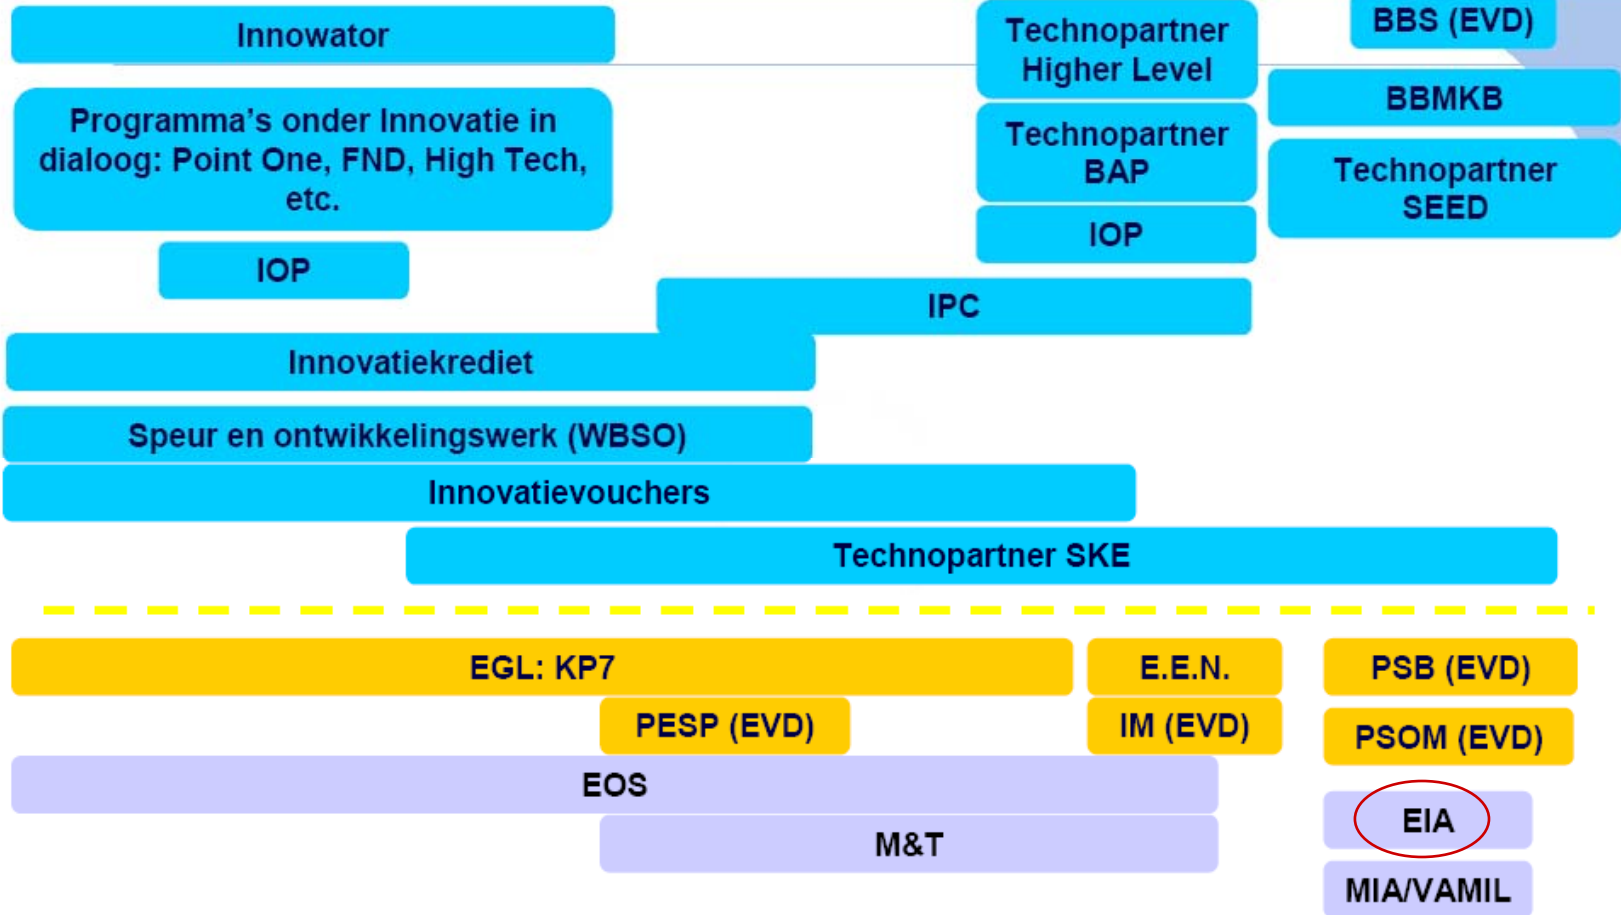 Innowator
Technopartner
Higher Level
BBS (EVD)
BBMKB
Programma's onder Innovatie in
dialoog: Point One, FND, High Tech,
etc.
Technopartner
BAP
Technopartner
SEED
IOP
IOP
IPC
Innovatiekrediet
Speur en ontwikkelingswerk (WBSO)
Innovatievouchers
Technopartner SKE
EGL: KP7
E.E.N.
PSB (EVD)
PESP (EVD)
IM (EVD)
PSOM (EVD)
EOS
EIA
M&T
MIA/VAMIL